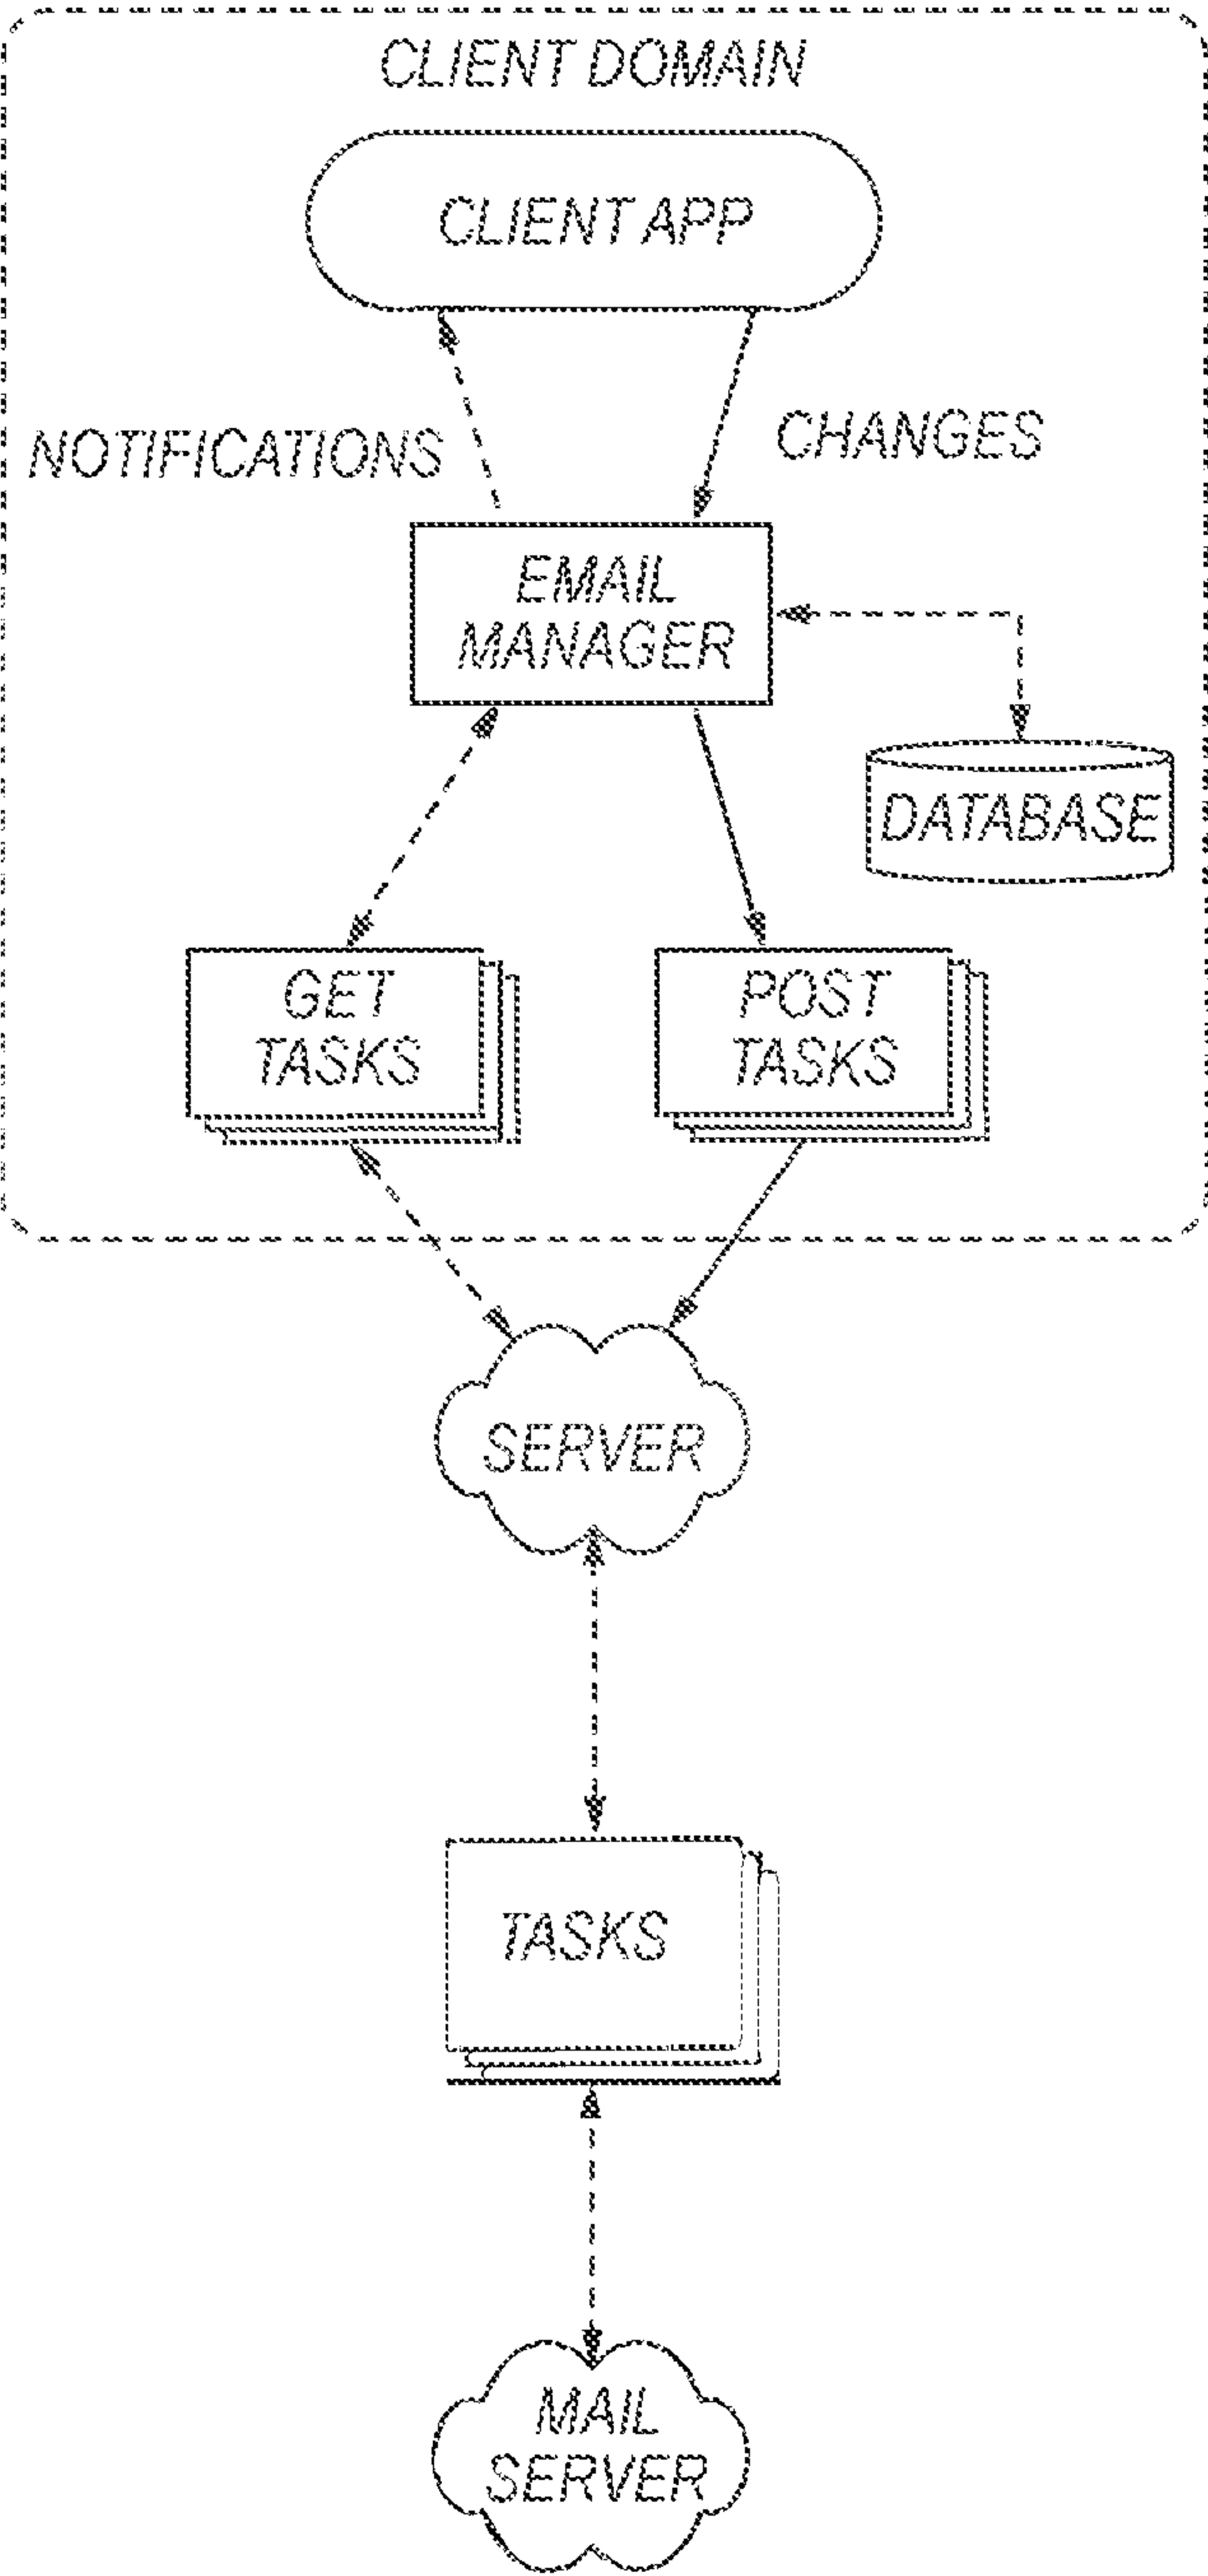 CLIENT DOMAIN
CLIENT APP
NOTIFICATIONS
CHANGES
EMAIL
MANAGER
DATABASE
GET
TASKS
POST
TASKS
SERVER
TASKS
MAIL
SERVER